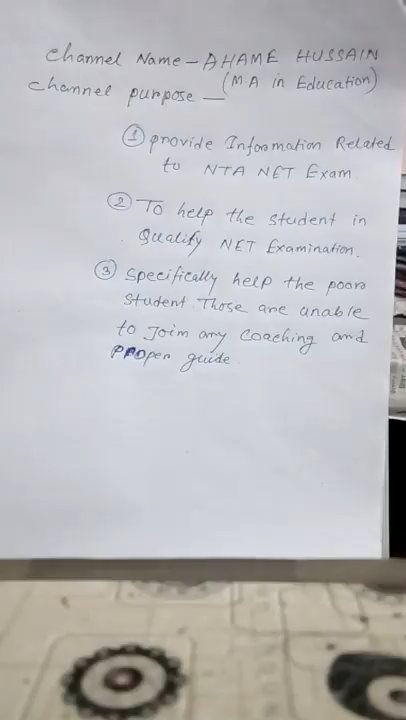 Channel Name - AHAME HUSSAIN
(M.A in Education)
Channel purpose —
① provide Information Related
to NTA NET Exam
② To help the student in
Qualify NET Examination.
③ Specifically help the poor
Student. Those are unable
to Join any Coaching and
PROper guide.